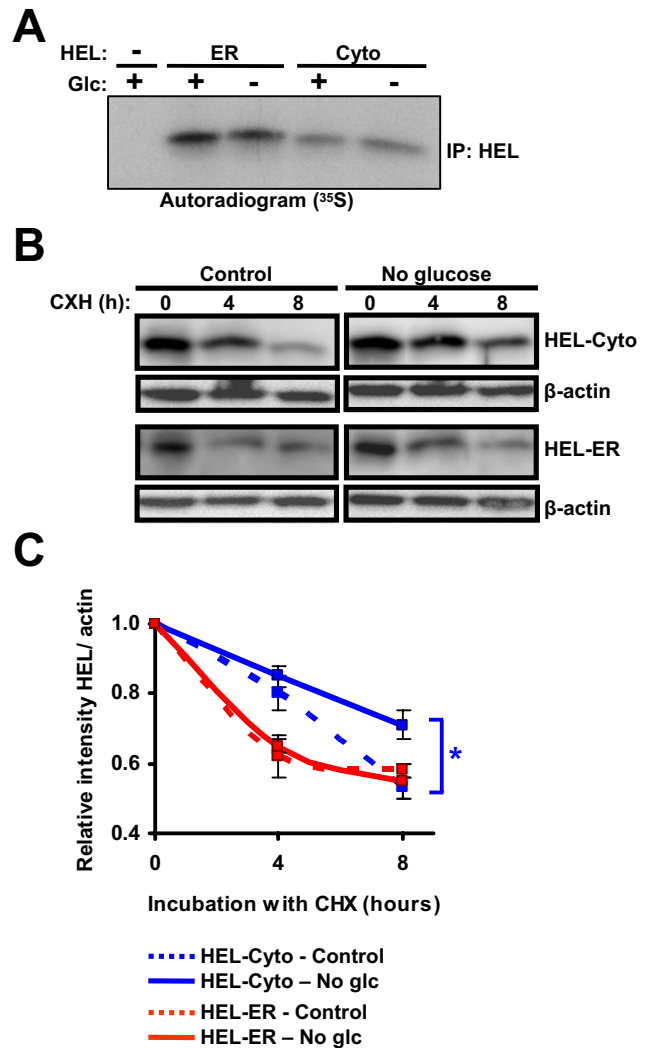 A
HEL: - ER Cyto
Glc: + + - + -
IP: HEL
Autoradiogram (³⁵S)
B
Control No glucose
CXH (h): 0 4 8 0 4 8
HEL-Cyto
β-actin
HEL-ER
β-actin
C
Relative intensity HEL/ actin
1.0
0.8
0.6
0.4
*
0 4 8
Incubation with CHX (hours)
HEL-Cyto - Control
HEL-Cyto – No glc
HEL-ER - Control
HEL-ER – No glc